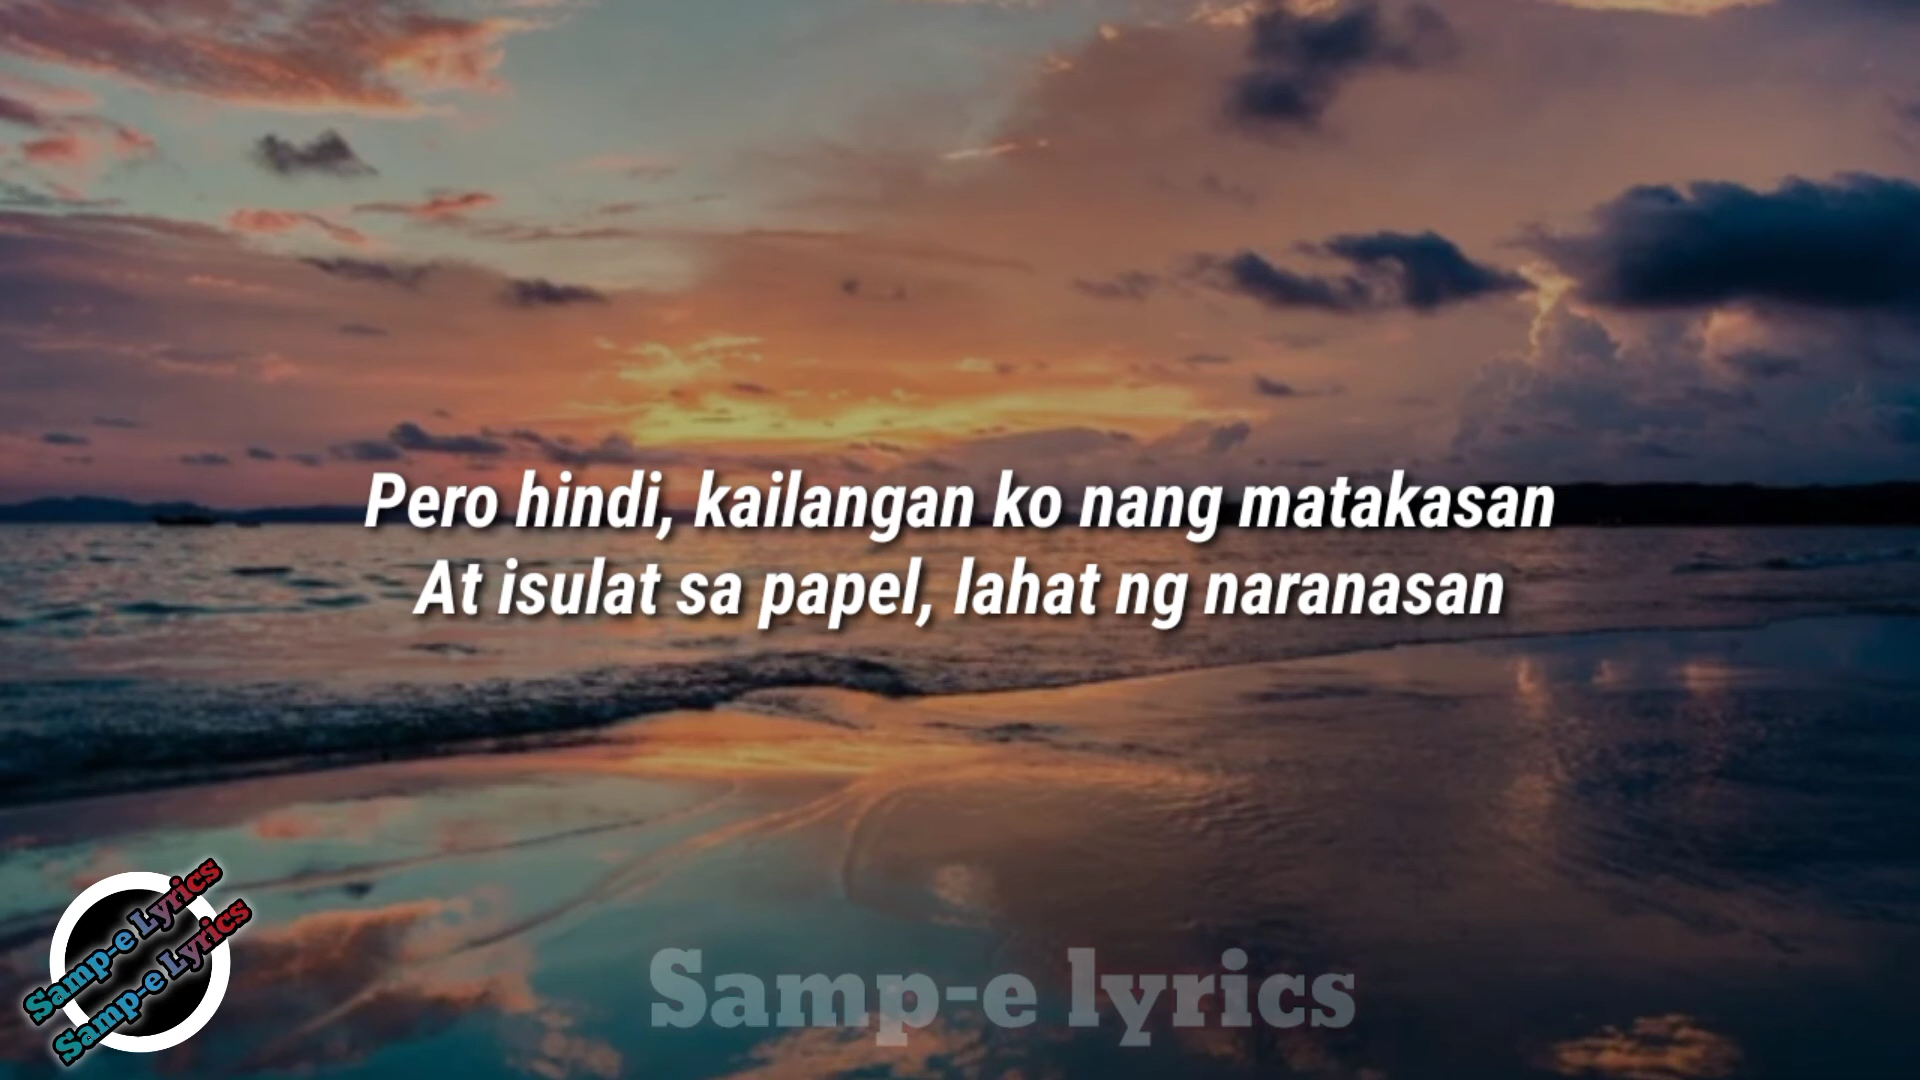 Pero hindi, kailangan ko nang matakasan
At isulat sa papel, lahat ng naranasan
Samp-e Lyrics
Samp-e Lyrics
Samp-e lyrics